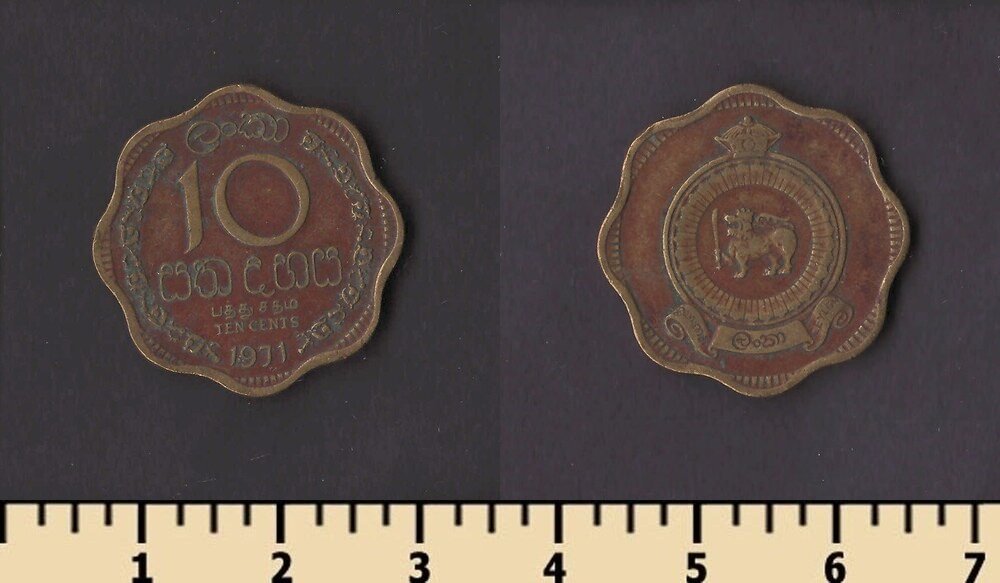 ලංකා
10
සත දහය
பத்து சதம்
TEN CENTS
1971
ලංකා
1 2 3 4 5 6 7